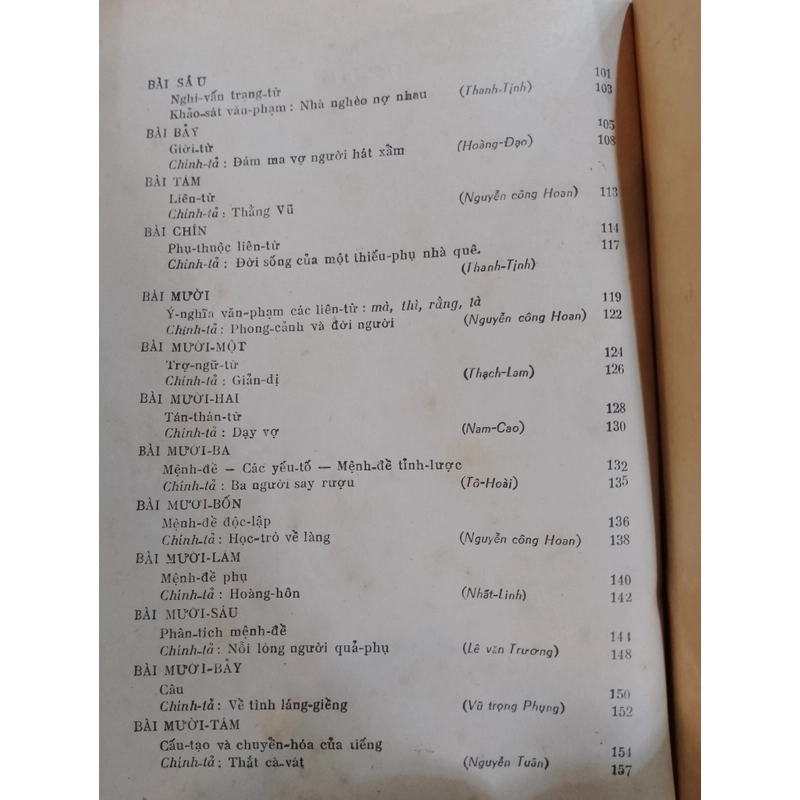 BÀI SÁU
Nghi-vấn trạng-từ 101
Khảo-sát văn-phạm : Nhà nghèo nợ nhau (Thanh-Tịnh) 103
BÀI BẢY
Giới-từ 105
Chính-tả : Đám ma vợ người hát xẩm (Hoàng-Đạo) 108
BÀI TÁM
Liên-từ
Chính-tả : Thằng Vũ (Nguyễn công Hoan) 113
BÀI CHÍN
Phụ-thuộc liên-từ 114
Chính-tả : Đời sống của một thiếu-phụ nhà quê. 117
(Thanh-Tịnh)
BÀI MƯỜI
Ý-nghĩa văn-phạm các liên-từ : mà, thì, rằng, là 119
Chính-tả : Phong-cảnh và đời người (Nguyễn công Hoan) 122
BÀI MƯỜI-MỘT
Trợ-ngữ-từ 124
Chính-tả : Giản-dị (Thạch-Lam) 126
BÀI MƯỜI-HAI
Tán-thán-từ 128
Chính-tả : Dạy vợ (Nam-Cao) 130
BÀI MƯỜI-BA
Mệnh-đề – Các yếu-tố – Mệnh-đề tỉnh-lược 132
Chính-tả : Ba người say rượu (Tô-Hoài) 135
BÀI MƯƠI-BỐN
Mệnh-đề độc-lập 136
Chính-tả : Học-trò về làng (Nguyễn công Hoan) 138
BÀI MƯỜI-LĂM
Mệnh-đề phụ 140
Chính-tả : Hoàng-hôn (Nhất-Linh) 142
BÀI MƯỜI-SÁU
Phân-tích mệnh-đề 144
Chính-tả : Nỗi lòng người quả-phụ (Lê văn Trương) 148
BÀI MƯỜI-BẢY
Câu 150
Chính-tả : Về tình láng-giềng (Vũ trọng Phụng) 152
BÀI MƯỜI-TÁM
Cấu-tạo và chuyển-hóa của tiếng 154
Chính-tả : Thất cà-vát (Nguyễn Tuân) 157